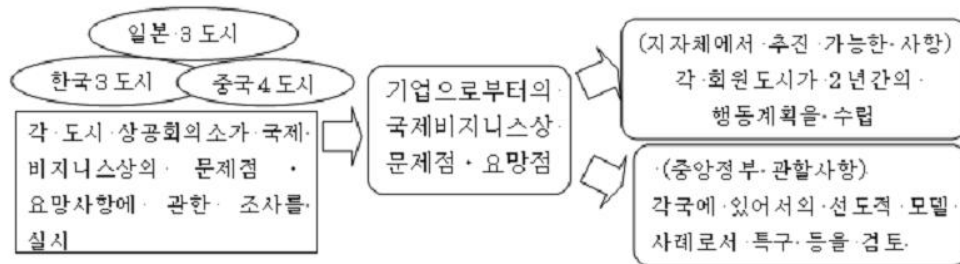 일본 3 도시
한국3 도시
중국4 도시
각 도시 상공회의소가 국제
비지니스상의 문제점 ·
요망사항에 관한 조사를
실시
기업으로부터의
국제비지니스상
문제점 · 요망점
(지자체에서 추진 가능한 사항)
각 회원도시가 2 년간의
행동계획을 수립
(중앙정부 관할사항)
각국에 있어서의 선도적 모델
사례로서 특구 등을 검토